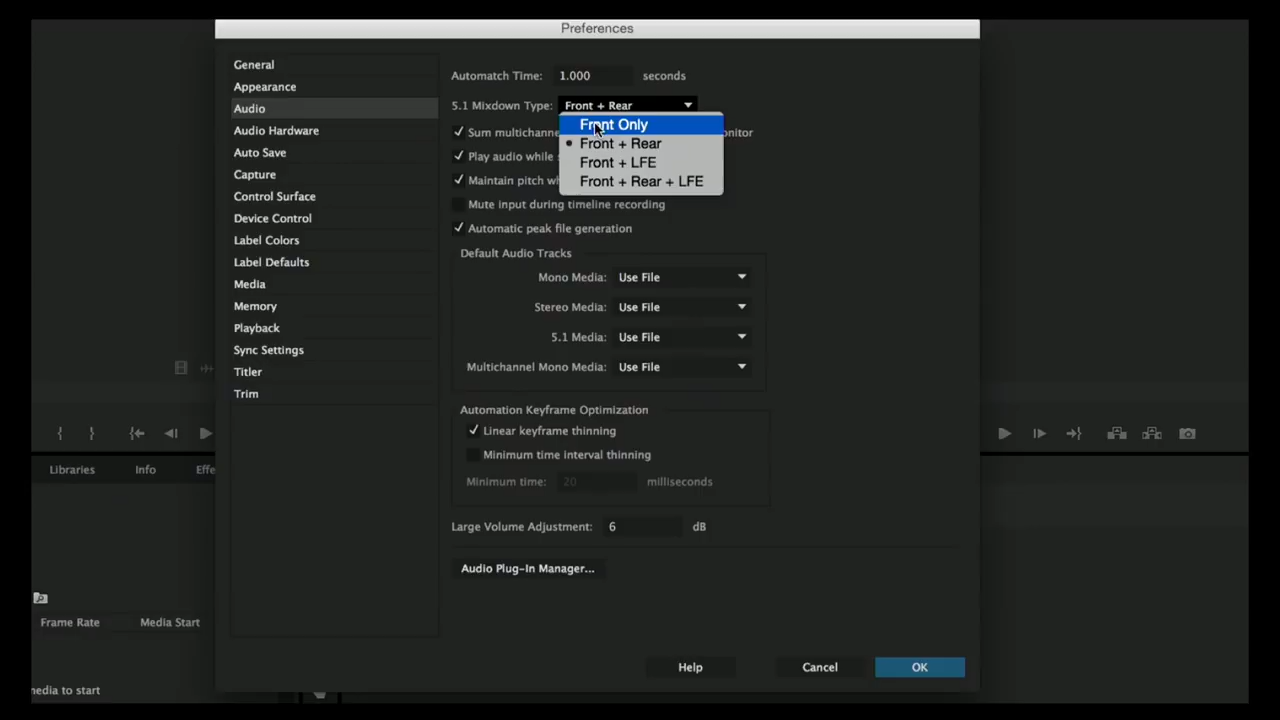 Preferences
General
Appearance
Audio
Audio Hardware
Auto Save
Capture
Control Surface
Device Control
Label Colors
Label Defaults
Media
Memory
Playback
Sync Settings
Titler
Trim
Automatch Time: 1.000 seconds
5.1 Mixdown Type: Front + Rear
Front Only
Front + Rear
Front + LFE
Front + Rear + LFE
Sum multichanne
Play audio while
Maintain pitch
Mute input during timeline recording
Automatic peak file generation
Default Audio Tracks
Mono Media: Use File
Stereo Media: Use File
5.1 Media: Use File
Multichannel Mono Media: Use File
Automation Keyframe Optimization
Linear keyframe thinning
Minimum time interval thinning
Minimum time: 20 milliseconds
Large Volume Adjustment: 6 dB
Audio Plug-In Manager...
Help Cancel OK
Libraries Info Effe
Frame Rate Media Start
media to start